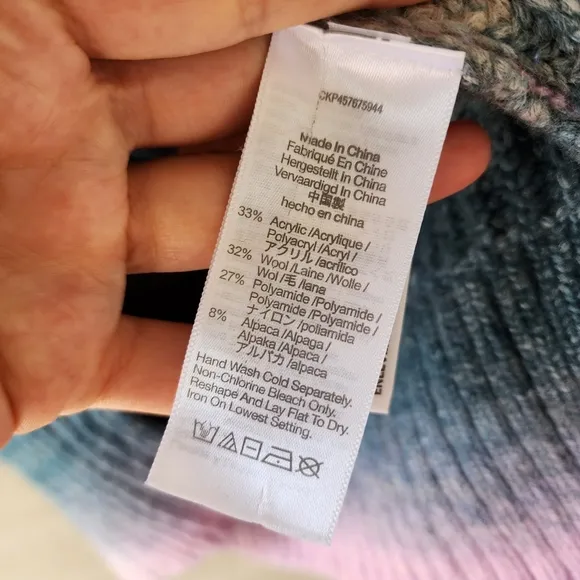 CKP457675944
Made In China
Fabriqué En Chine
Hergestellt In China
Vervaardigd In China
中国製
hecho en china
33% Acrylic /Acrylique /
Polyacryl /Acryl /
アクリル /acrílico
32% Wool /Laine /Wolle /
Wol /毛 /lana
27% Polyamide /Polyamide /
Polyamide /Polyamide /
ナイロン /poliamida
8% Alpaca /Alpaga /
Alpaka /Alpaca /
アルパカ /alpaca
Hand Wash Cold Separately.
Non-Chlorine Bleach Only.
Reshape And Lay Flat To Dry.
Iron On Lowest Setting.